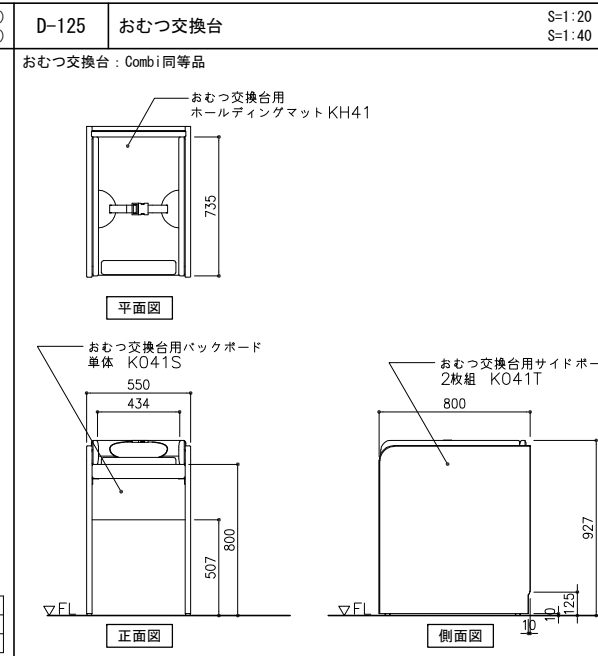 D-125
おむつ交換台
S=1:20
S=1:40
おむつ交換台：Combi同等品
おむつ交換台用
ホールディングマット KH41
735
平面図
おむつ交換台用バックボード
単体 KO41S
550
434
800
507
▽FL
正面図
おむつ交換台用サイドボー
2枚組 KO41T
800
927
125
10
10
▽FL
側面図